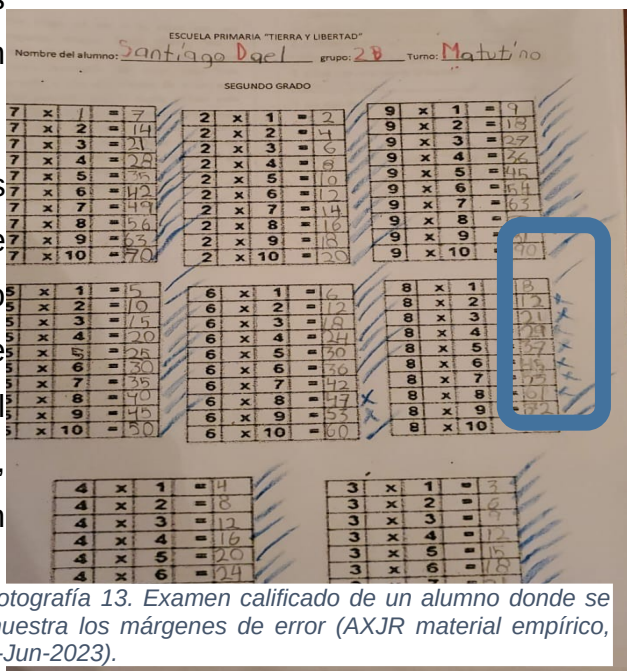 ESCUELA PRIMARIA "TIERRA Y LIBERTAD"
Nombre del alumno: Santiago Dael grupo: 2B Turno: Matutino
SEGUNDO GRADO
7 x 1 = 7
7 x 2 = 14
7 x 3 = 21
7 x 4 = 28
7 x 5 = 35
7 x 6 = 42
7 x 7 = 49
7 x 8 = 56
7 x 9 = 63
7 x 10 = 70
2 x 1 = 2
2 x 2 = 4
2 x 3 = 6
2 x 4 = 8
2 x 5 = 10
2 x 6 = 12
2 x 7 = 14
2 x 8 = 16
2 x 9 = 18
2 x 10 = 20
9 x 1 = 9
9 x 2 = 18
9 x 3 = 27
9 x 4 = 36
9 x 5 = 45
9 x 6 = 54
9 x 7 = 63
9 x 8 =
9 x 9 =
9 x 10 = 90
5 x 1 = 5
5 x 2 = 10
5 x 3 = 15
5 x 4 = 20
5 x 5 = 25
5 x 6 = 30
5 x 7 = 35
5 x 8 = 40
5 x 9 = 45
5 x 10 = 50
6 x 1 = 6
6 x 2 = 12
6 x 3 = 18
6 x 4 = 24
6 x 5 = 30
6 x 6 = 36
6 x 7 = 42
6 x 8 = 47
6 x 9 = 53
6 x 10 = 60
8 x 1 8
8 x 2 12
8 x 3 21
8 x 4 29
8 x 5 37
8 x 6 45
8 x 7
8 x 8 61
8 x 9 72
8 x 10
4 x 1 = 4
4 x 2 = 8
4 x 3 = 12
4 x 4 = 16
4 x 5 = 20
4 x 6 = 24
3 x 1 = 3
3 x 2 = 6
3 x 3 = 9
3 x 4 = 12
3 x 5 = 15
3 x 6 = 18
otografía 13. Examen calificado de un alumno donde se
uestra los márgenes de error (AXJR material empírico,
-Jun-2023).